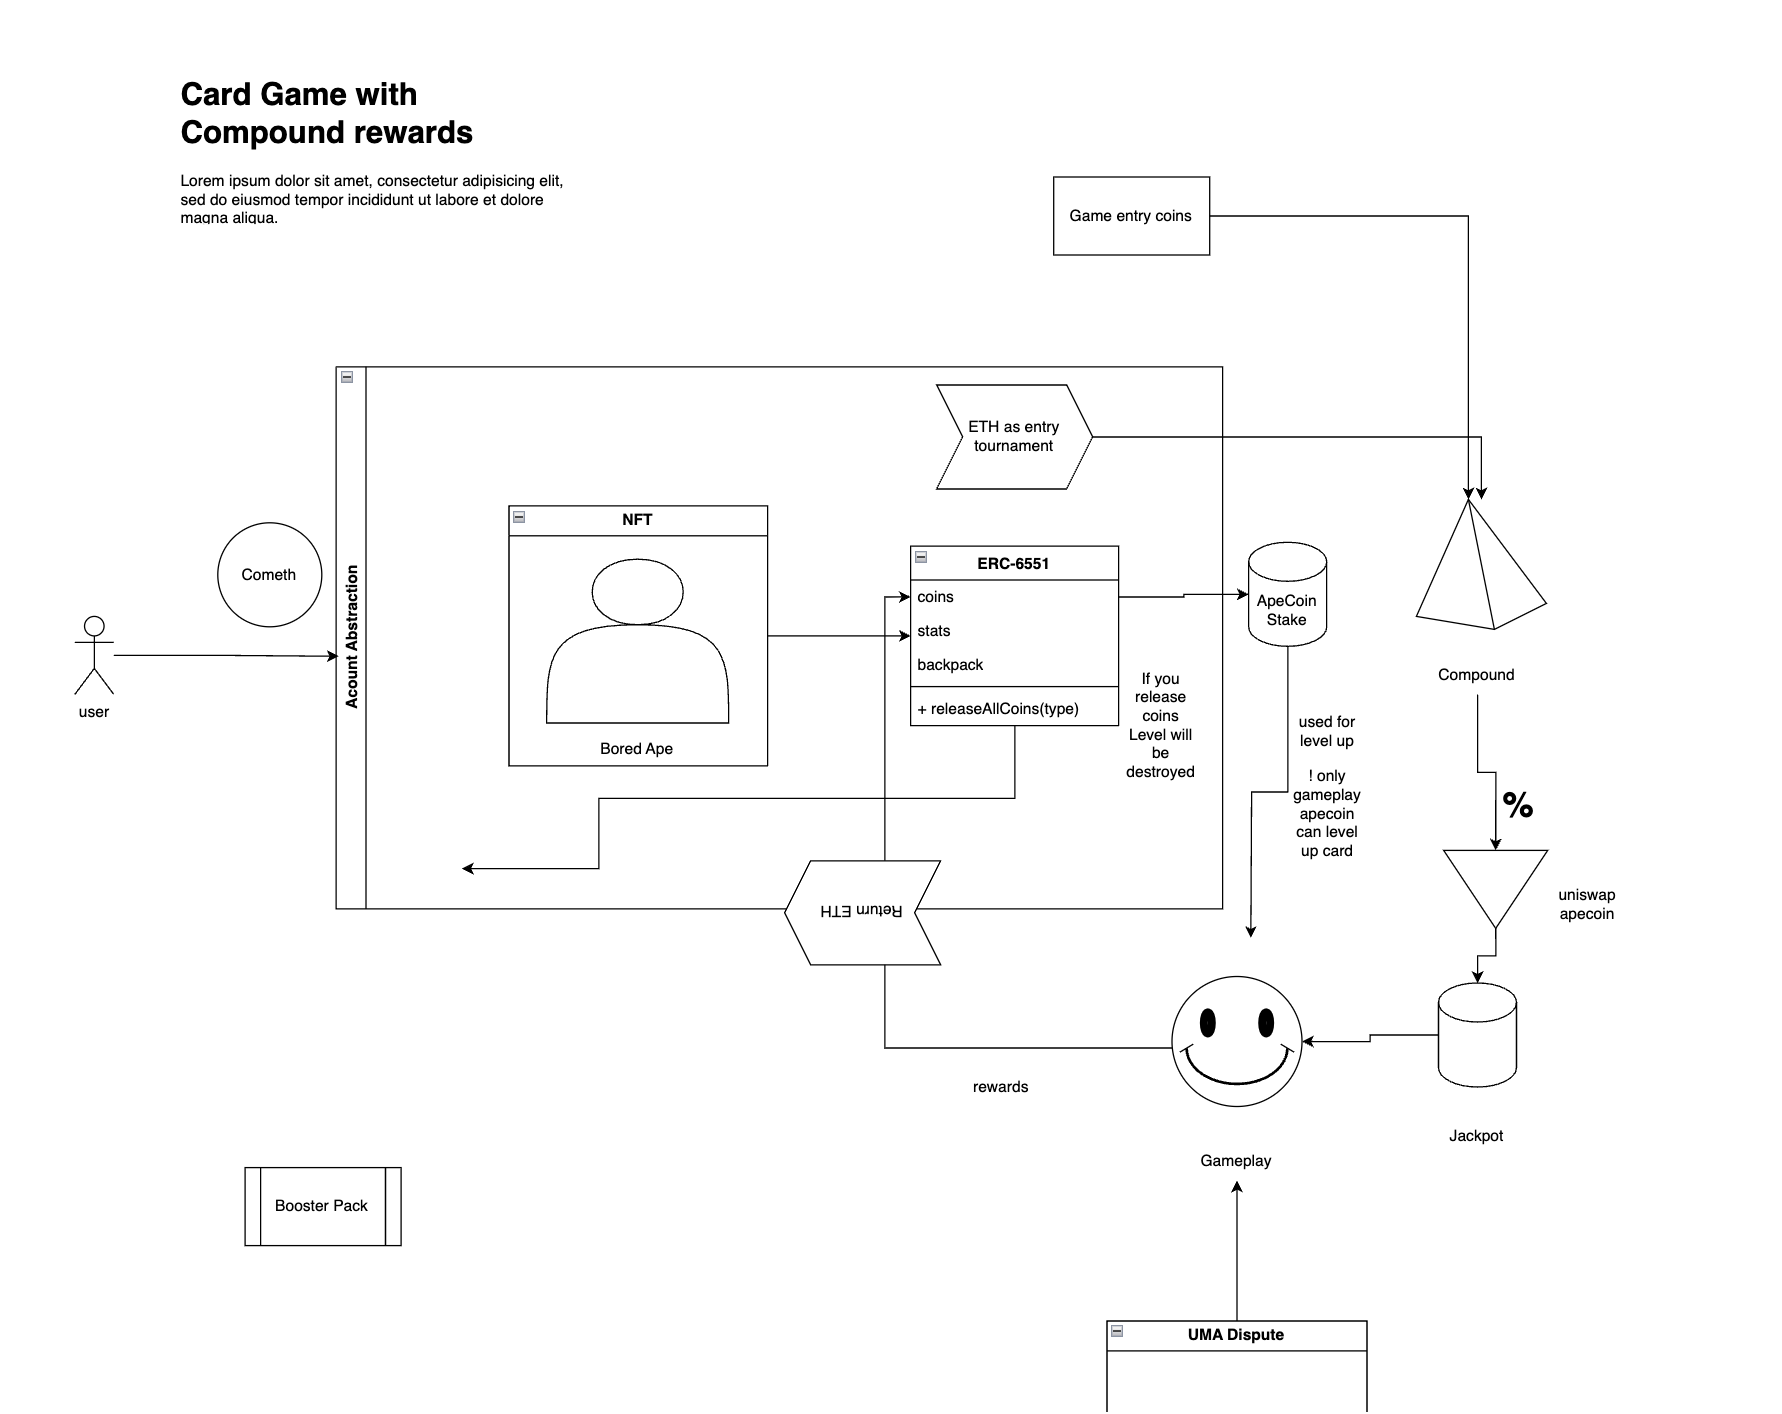 Card Game with
Compound rewards
Lorem ipsum dolor sit amet, consectetur adipisicing elit,
sed do eiusmod tempor incididunt ut labore et dolore
magna aliqua.
Game entry coins
ETH as entry
tournament
NFT
Bored Ape
Cometh
user
Acount Abstraction
ERC-6551
coins
stats
backpack
+ releaseAllCoins(type)
If you
release
coins
Level will
be
destroyed
ApeCoin
Stake
used for
level up
! only
gameplay
apecoin
can level
up card
Compound
%
uniswap
apecoin
Return ETH
rewards
Jackpot
Gameplay
Booster Pack
UMA Dispute